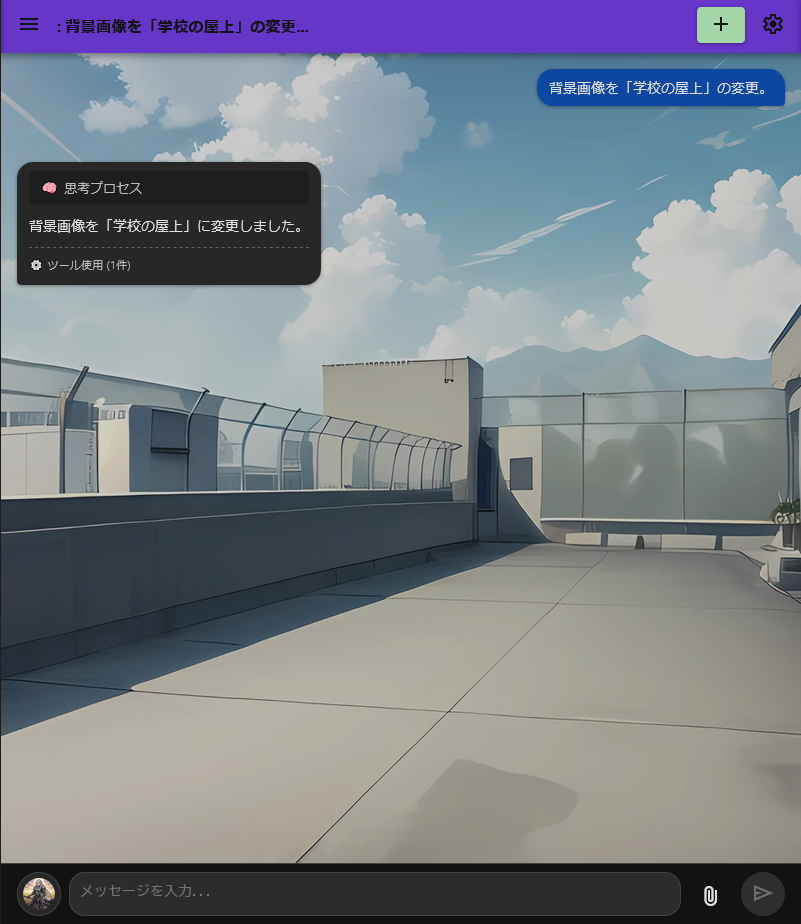 : 背景画像を「学校の屋上」の変更...
背景画像を「学校の屋上」の変更。
🧠 思考プロセス
背景画像を「学校の屋上」に変更しました。
ツール使用 (1件)
メッセージを入力...